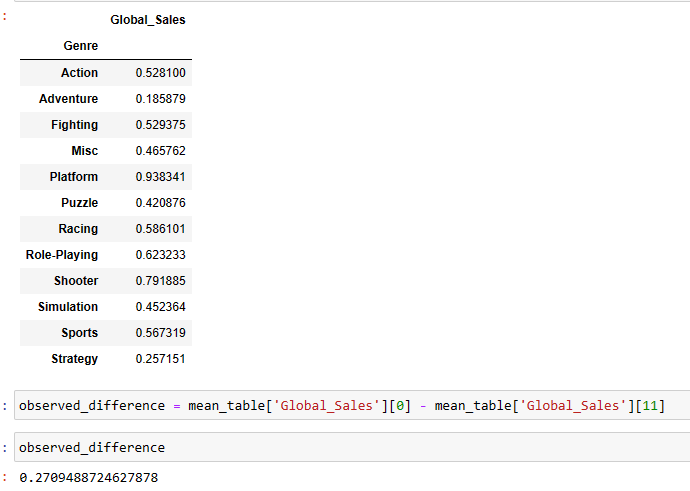 :
Global_Sales
Genre
Action 0.528100
Adventure 0.185879
Fighting 0.529375
Misc 0.465762
Platform 0.938341
Puzzle 0.420876
Racing 0.586101
Role-Playing 0.623233
Shooter 0.791885
Simulation 0.452364
Sports 0.567319
Strategy 0.257151
: observed_difference = mean_table['Global_Sales'][0] - mean_table['Global_Sales'][11]
: observed_difference
: 0.2709488724627878